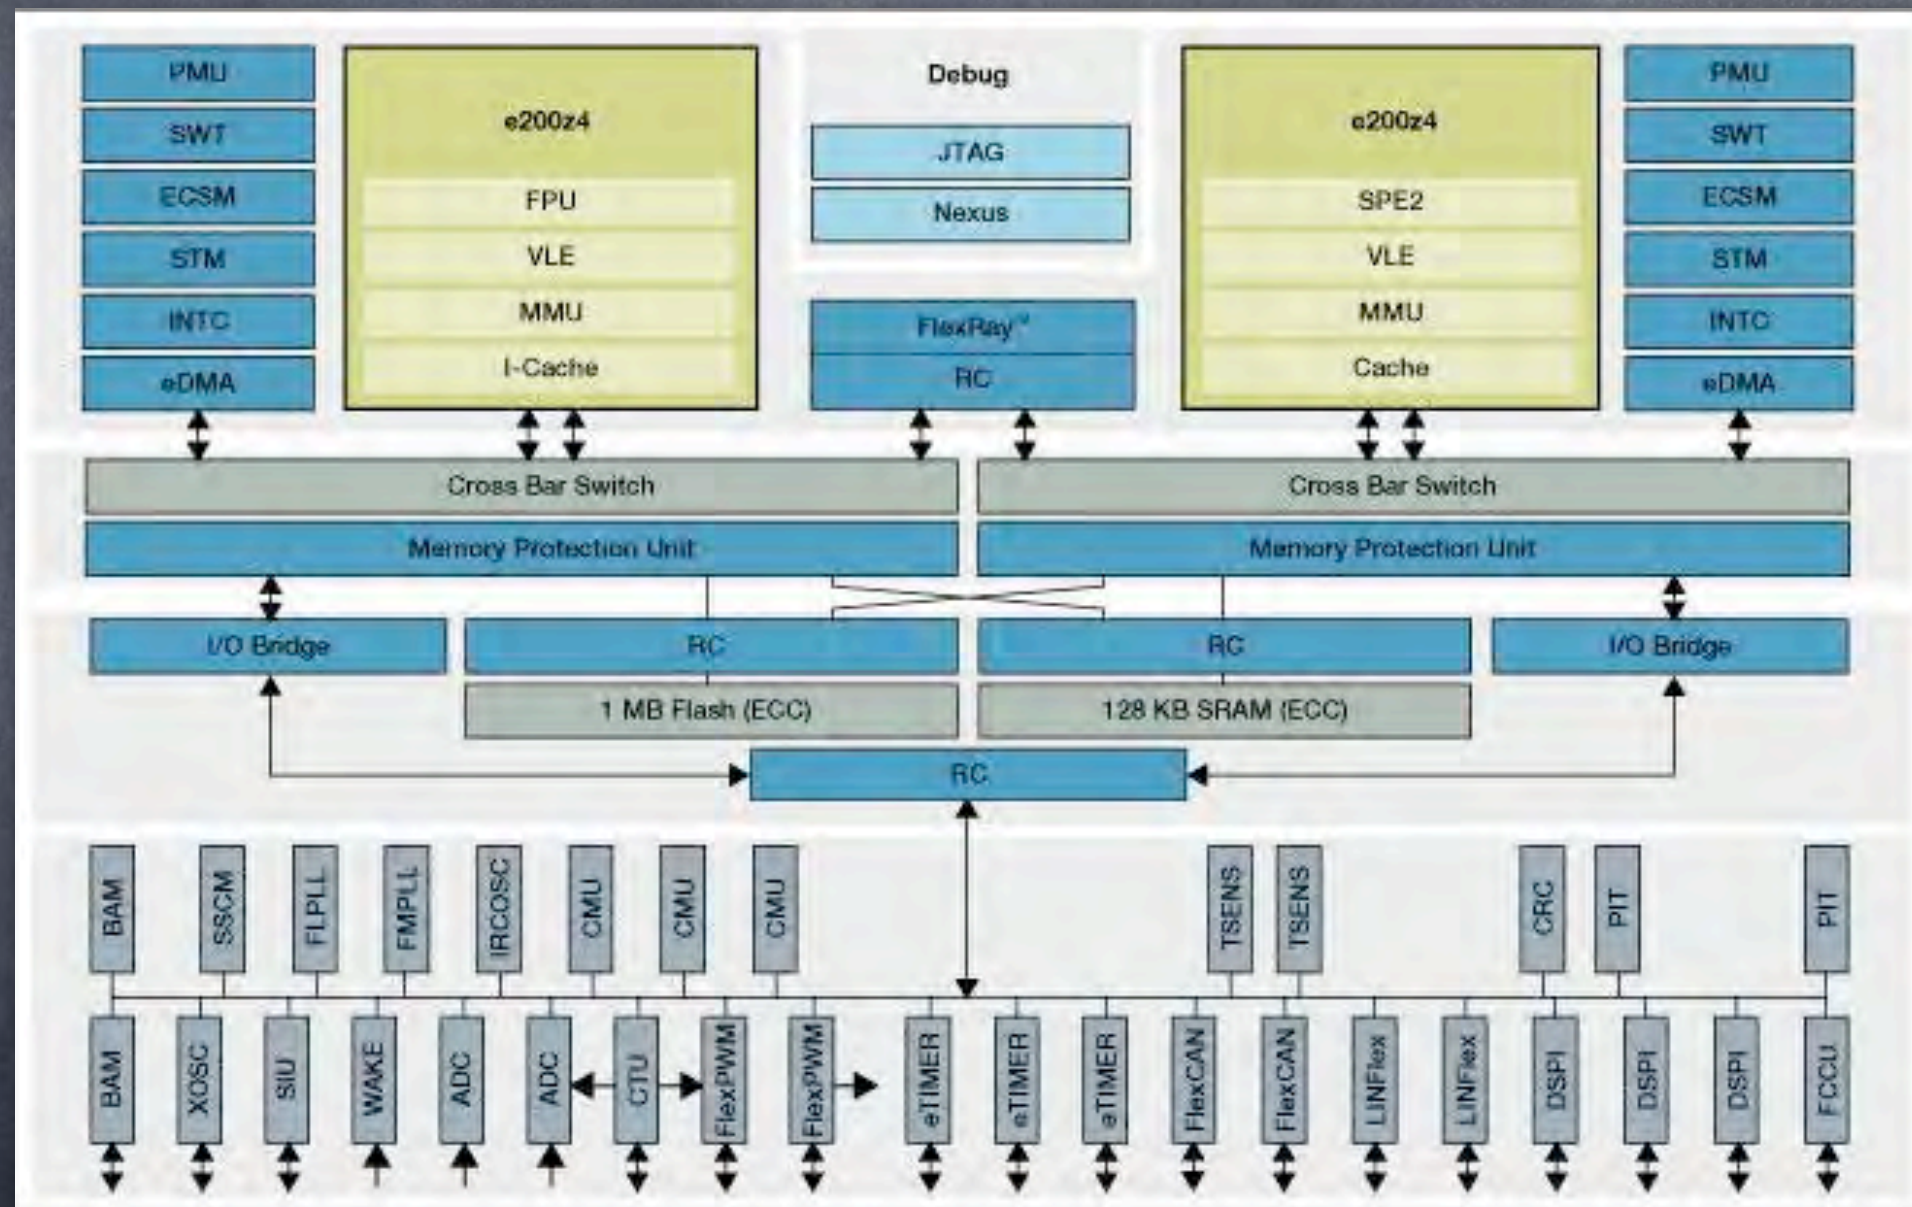 PMU
SWT
ECSM
STM
INTC
eDMA
e200z4
FPU
VLE
MMU
I-Cache
Debug
JTAG
Nexus
FlexRay™
RC
e200z4
SPE2
VLE
MMU
Cache
PMU
SWT
ECSM
STM
INTC
eDMA
Cross Bar Switch
Cross Bar Switch
Memory Protection Unit
Memory Protection Unit
I/O Bridge
RC
RC
I/O Bridge
1 MB Flash (ECC)
128 KB SRAM (ECC)
RC
BAM
SSCM
FLPLL
FMPLL
IRCOSC
CMU
CMU
CMU
TSENS
TSENS
CRC
PIT
PIT
BAM
XOSC
SIU
WAKE
ADC
ADC
CTU
FlexPWM
FlexPWM
eTIMER
eTIMER
eTIMER
FlexCAN
FlexCAN
LINFlex
LINFlex
DSPI
DSPI
DSPI
FCCU